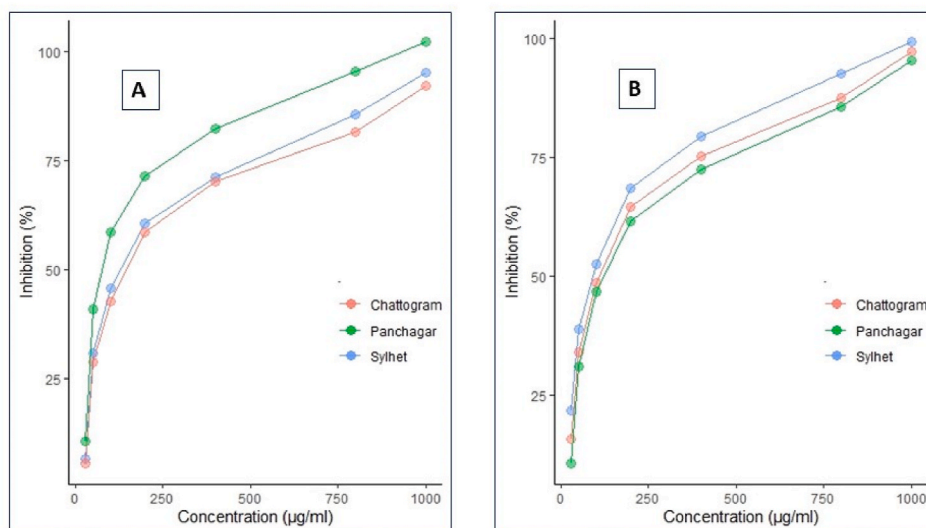 A
100
75
50
25
Inhibition (%)
Chattogram
Panchagar
Sylhet
0
250
500
750
1000
Concentration (µg/ml)
B
100
75
50
25
Inhibition (%)
Chattogram
Panchagar
Sylhet
0
250
500
750
1000
Concentration (µg/ml)